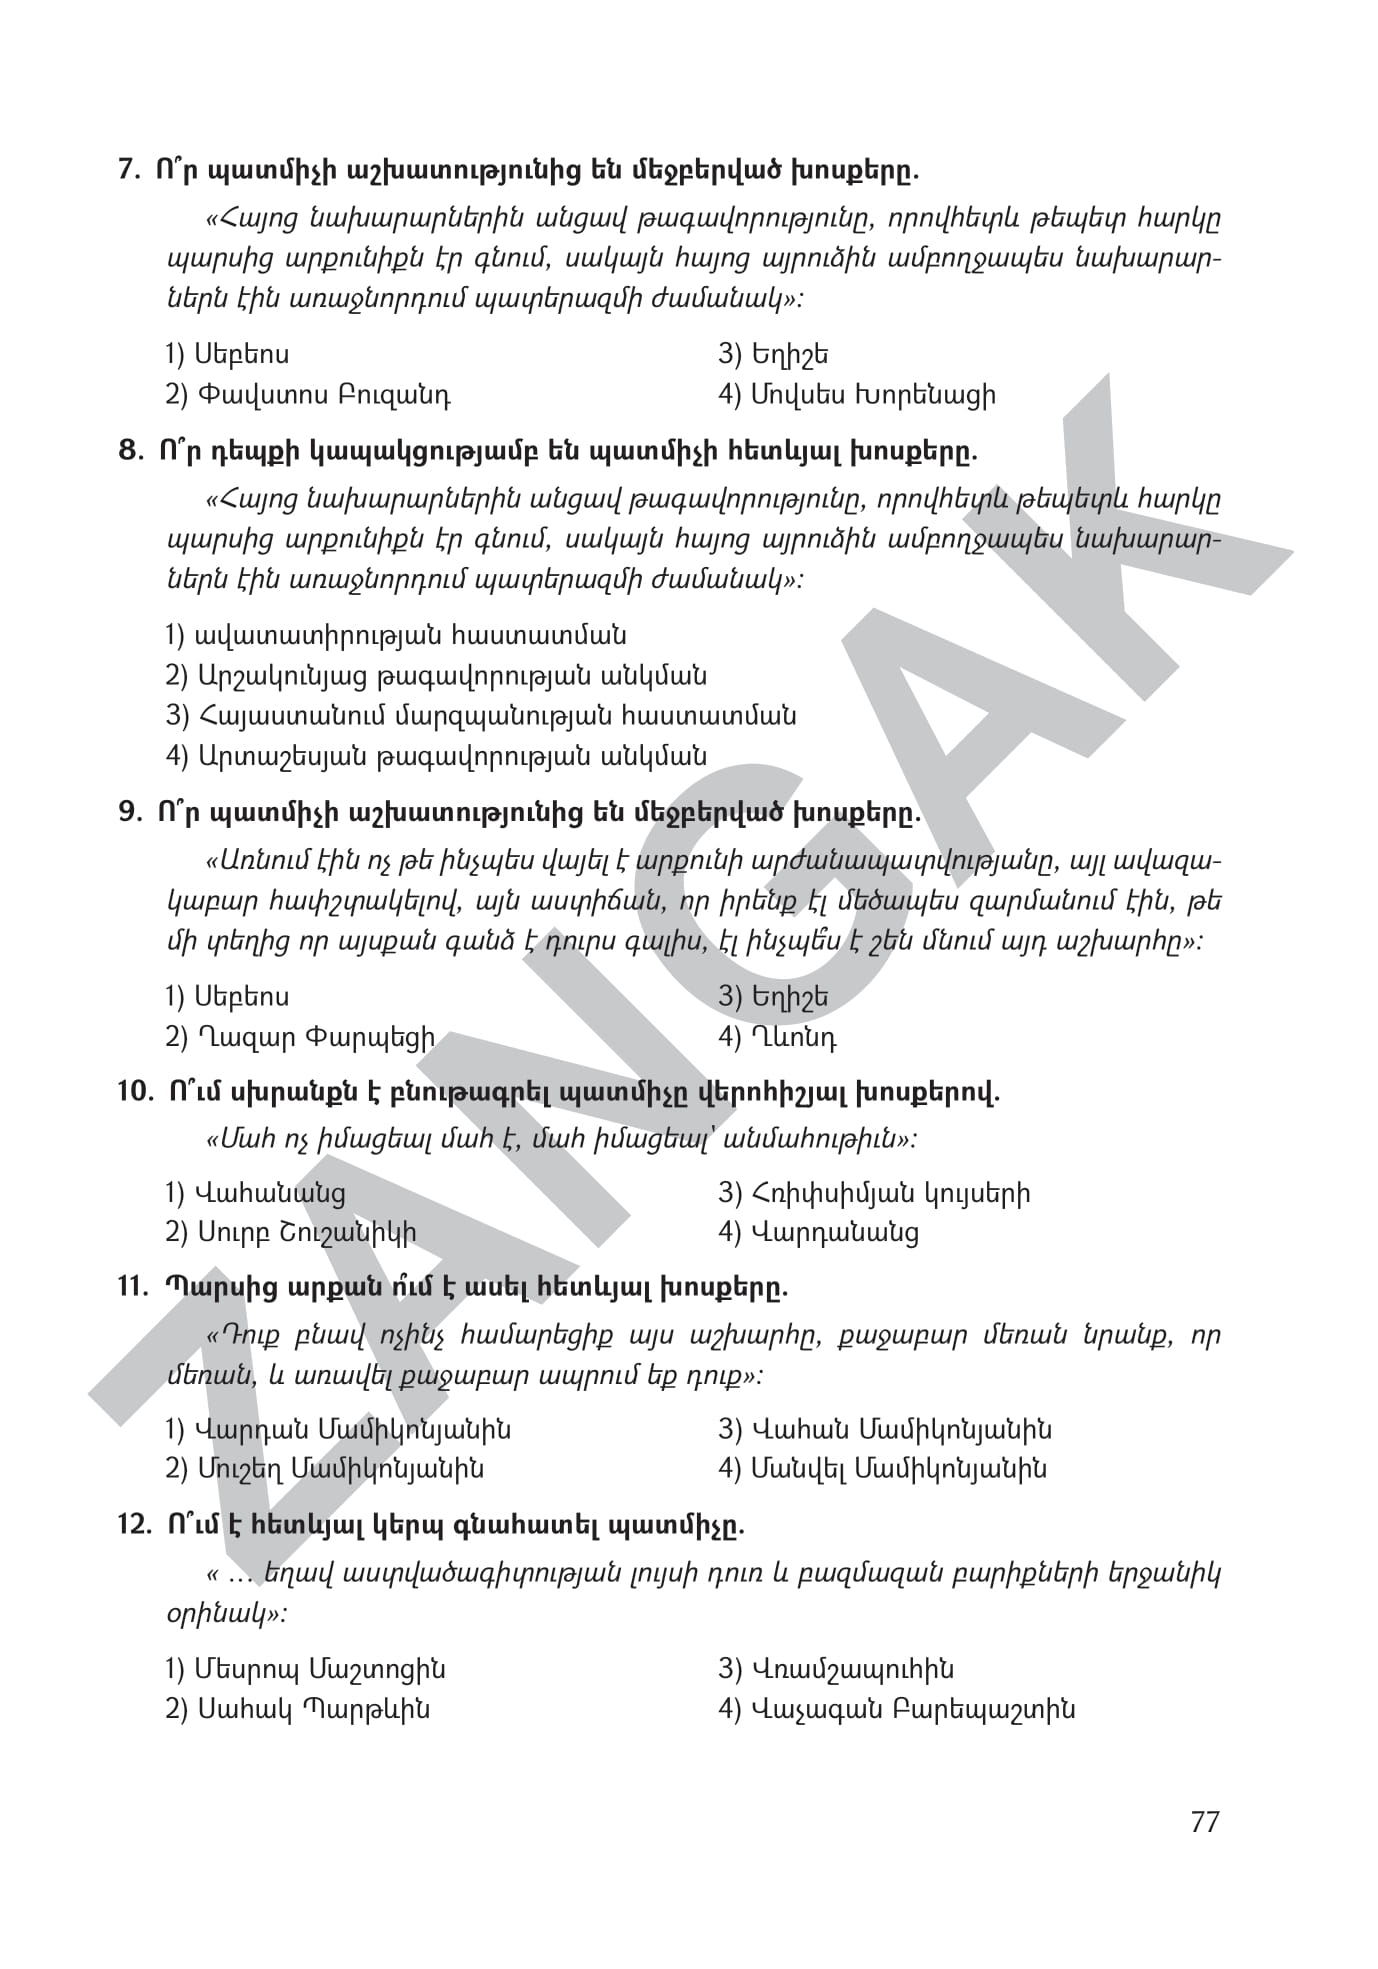 7. Ո՞ր պատմիչի աշխատությունից են մեջբերված խոսքերը.
«Հայոց նախարարներին անցավ թագավորությունը, որովհետև թեպետ հարկը
պարսից արքունիքն էր գնում, սակայն հայոց այրուձին ամբողջապես նախարար-
ներն էին առաջնորդում պատերազմի ժամանակ»:
1) Սեբեոս
3) Եղիշե
2) Փավստոս Բուզանդ
4) Մովսես Խորենացի
8. Ո՞ր դեպքի կապակցությամբ են պատմիչի հետևյալ խոսքերը.
«Հայոց նախարարներին անցավ թագավորությունը, որովհետև թեպետև հարկը
պարսից արքունիքն էր գնում, սակայն հայոց այրուձին ամբողջապես նախարար-
ներն էին առաջնորդում պատերազմի ժամանակ»:
1) ավատատիրության հաստատման
2) Արշակունյաց թագավորության անկման
3) Հայաստանում մարզպանության հաստատման
4) Արտաշեսյան թագավորության անկման
9. Ո՞ր պատմիչի աշխատությունից են մեջբերված խոսքերը.
«Առնում էին ոչ թե ինչպես վայել է արքունի արժանապատվությանը, այլ ավազա-
կաբար հափշտակելով, այն աստիճան, որ իրենք էլ մեծապես զարմանում էին, թե
մի տեղից որ այսքան գանձ է դուրս գալիս, էլ ինչպե՞ս է շեն մնում այդ աշխարհը»:
1) Սեբեոս
3) Եղիշե
2) Ղազար Փարպեցի
4) Ղևոնդ
10. Ո՞ւմ սխրանքն է բնութագրել պատմիչը վերոհիշյալ խոսքերով.
«Մահ ոչ իմացեալ մահ է, մահ իմացեալ՝ անմահութիւն»:
1) Վահանանց
3) Հռիփսիմյան կույսերի
2) Սուրբ Շուշանիկի
4) Վարդանանց
11. Պարսից արքան ո՞ւմ է ասել հետևյալ խոսքերը.
«Դուք բնավ ոչինչ համարեցիք այս աշխարհը, քաջաբար մեռան նրանք, որ
մեռան, և առավել քաջաբար ապրում եք դուք»:
1) Վարդան Մամիկոնյանին
3) Վահան Մամիկոնյանին
2) Մուշեղ Մամիկոնյանին
4) Մանվել Մամիկոնյանին
12. Ո՞ւմ է հետևյալ կերպ գնահատել պատմիչը.
« ... եղավ աստվածագիտության լույսի դուռ և բազմազան բարիքների երջանիկ
օրինակ»:
1) Մեսրոպ Մաշտոցին
3) Վռամշապուհին
2) Սահակ Պարթևին
4) Վաչագան Բարեպաշտին
77
ZANGAK